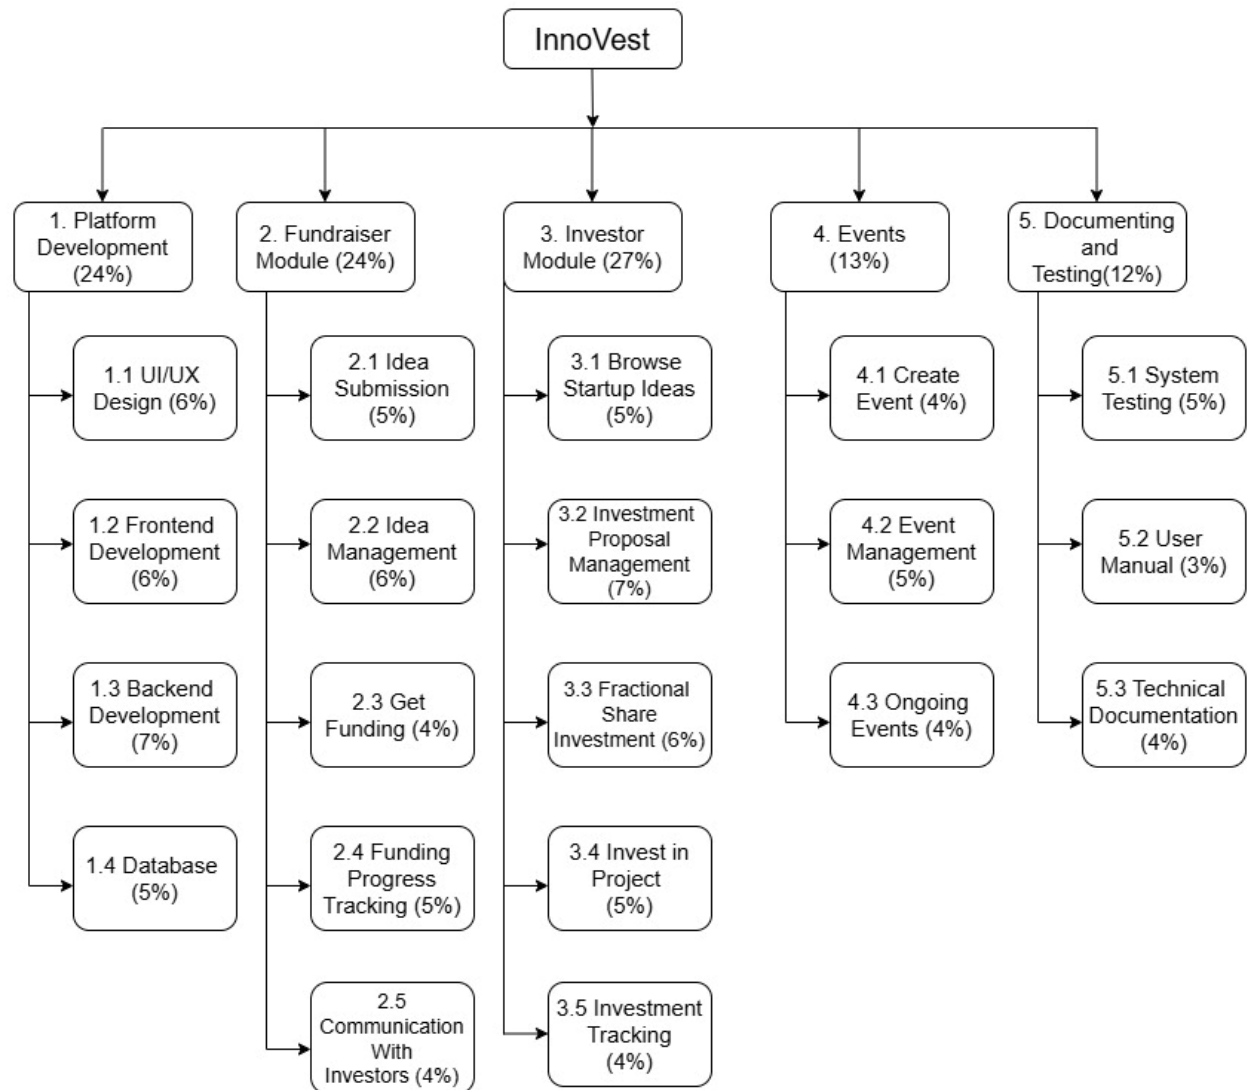 InnoVest
1. Platform
Development
(24%)
2. Fundraiser
Module (24%)
3. Investor
Module (27%)
4. Events
(13%)
5. Documenting
and
Testing(12%)
1.1 UI/UX
Design (6%)
2.1 Idea
Submission
(5%)
3.1 Browse
Startup Ideas
(5%)
4.1 Create
Event (4%)
5.1 System
Testing (5%)
1.2 Frontend
Development
(6%)
2.2 Idea
Management
(6%)
3.2 Investment
Proposal
Management
(7%)
4.2 Event
Management
(5%)
5.2 User
Manual (3%)
1.3 Backend
Development
(7%)
2.3 Get
Funding (4%)
3.3 Fractional
Share
Investment (6%)
4.3 Ongoing
Events (4%)
5.3 Technical
Documentation
(4%)
1.4 Database
(5%)
2.4 Funding
Progress
Tracking (5%)
3.4 Invest in
Project
(5%)
2.5
Communication
With
Investors (4%)
3.5 Investment
Tracking
(4%)